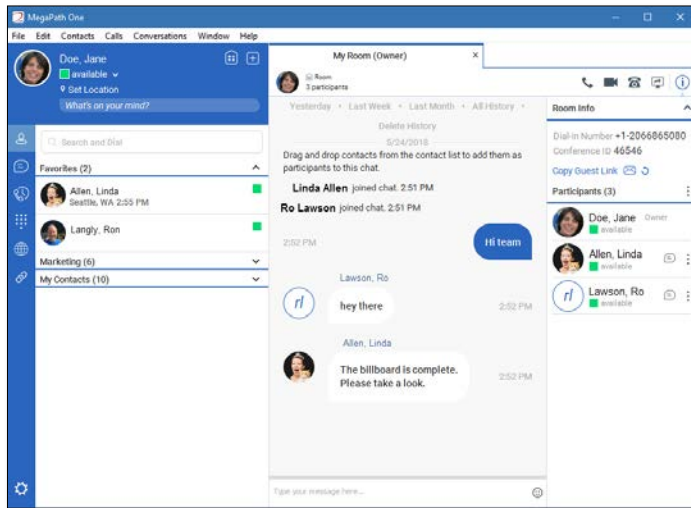 MegaPath One
File Edit Contacts Calls Conversations Window Help
Doe, Jane
available
Set Location
What's on your mind?
Search and Dial
Favorites (2)
Allen, Linda
Seattle, WA 2:55 PM
Langly, Ron
Marketing (6)
My Contacts (10)
My Room (Owner) x
Room
3 participants
Yesterday • Last Week • Last Month • All History •
Delete History
5/24/2018
Drag and drop contacts from the contact list to add them as
participants to this chat.
Linda Allen joined chat. 2:51 PM
Ro Lawson joined chat. 2:51 PM
2:52 PM
Hi team
Lawson, Ro
rl
hey there
2:52 PM
Allen, Linda
The billboard is complete.
Please take a look.
2:52 PM
Type your message here...
Room Info
Dial-in Number +1-2066865080
Conference ID 46546
Copy Guest Link
Participants (3)
Doe, Jane Owner
available
Allen, Linda
available
rl
Lawson, Ro
available